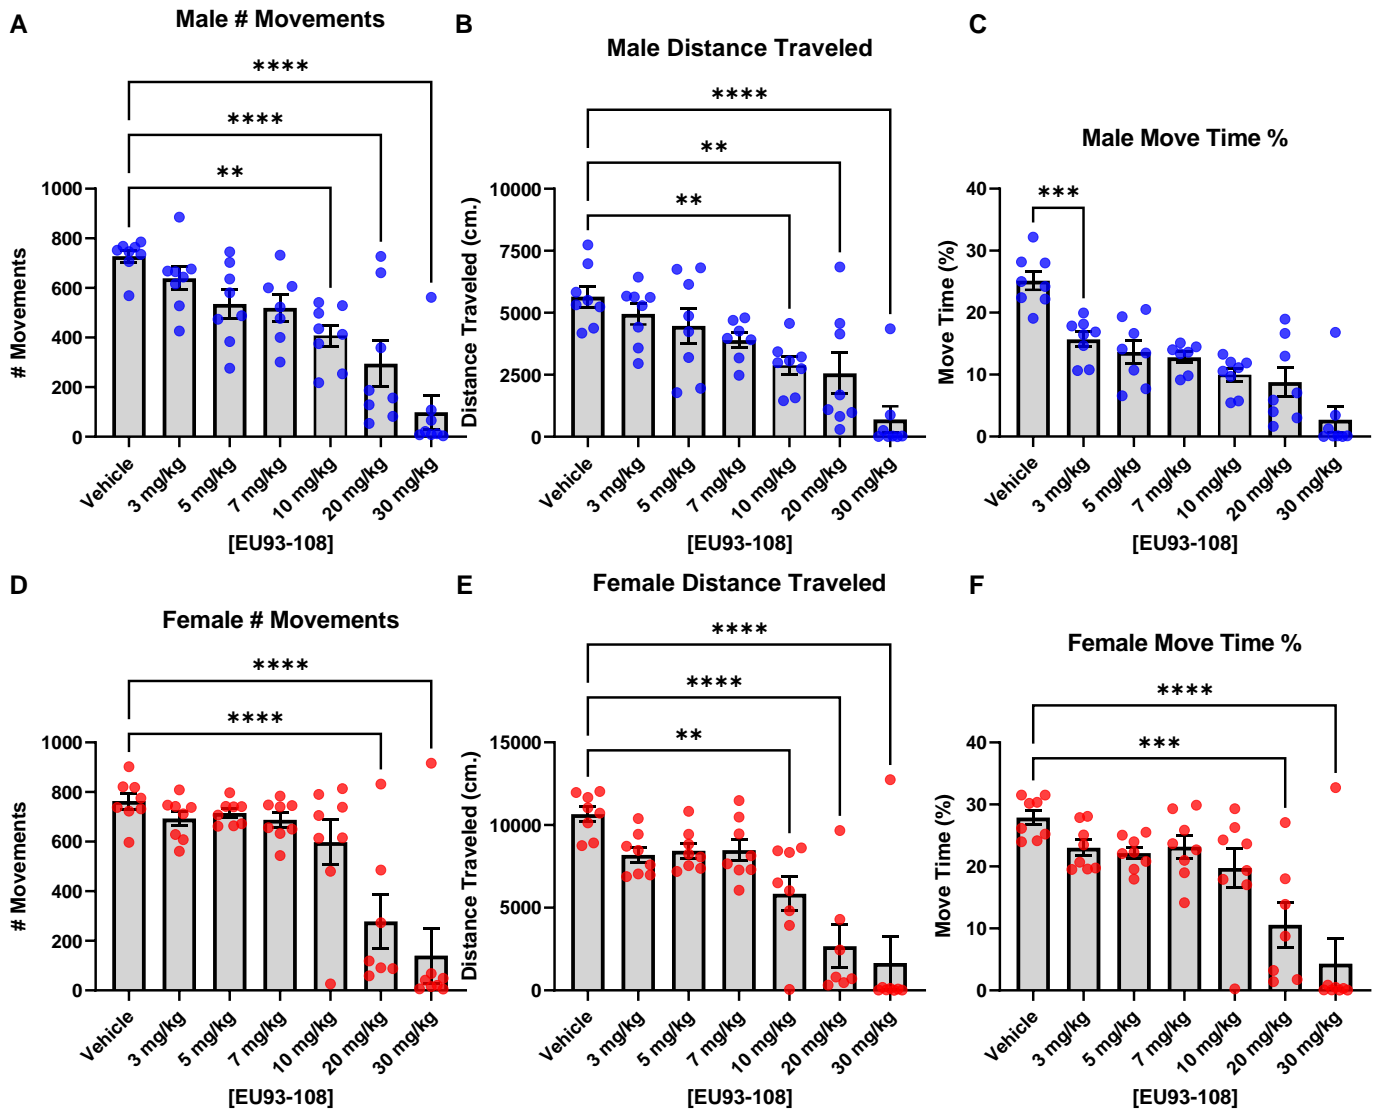 A
Male # Movements
****
****
**
# Movements
1000
800
600
400
200
0
Vehicle
3 mg/kg
5 mg/kg
7 mg/kg
10 mg/kg
20 mg/kg
30 mg/kg
[EU93-108]
B
Male Distance Traveled
****
**
**
Distance Traveled (cm.)
10000
7500
5000
2500
0
Vehicle
3 mg/kg
5 mg/kg
7 mg/kg
10 mg/kg
20 mg/kg
30 mg/kg
[EU93-108]
C
Male Move Time %
***
Move Time (%)
40
30
20
10
0
Vehicle
3 mg/kg
5 mg/kg
7 mg/kg
10 mg/kg
20 mg/kg
30 mg/kg
[EU93-108]
D
Female # Movements
****
****
# Movements
1000
800
600
400
200
0
Vehicle
3 mg/kg
5 mg/kg
7 mg/kg
10 mg/kg
20 mg/kg
30 mg/kg
[EU93-108]
E
Female Distance Traveled
****
****
**
Distance Traveled (cm.)
15000
10000
5000
0
Vehicle
3 mg/kg
5 mg/kg
7 mg/kg
10 mg/kg
20 mg/kg
30 mg/kg
[EU93-108]
F
Female Move Time %
****
***
Move Time (%)
40
30
20
10
0
Vehicle
3 mg/kg
5 mg/kg
7 mg/kg
10 mg/kg
20 mg/kg
30 mg/kg
[EU93-108]